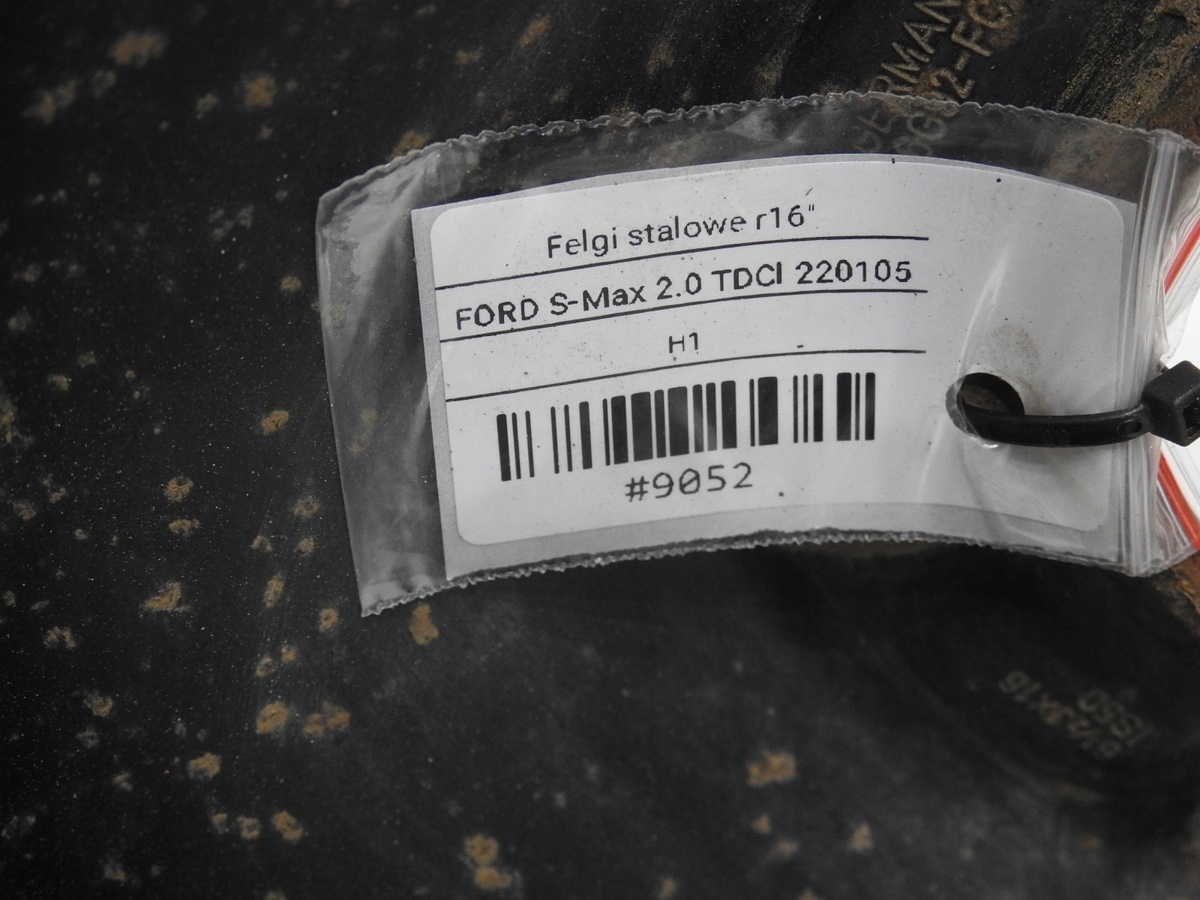 Felgi stalowe r16"
FORD S-Max 2.0 TDCI 220105
H1
#9052